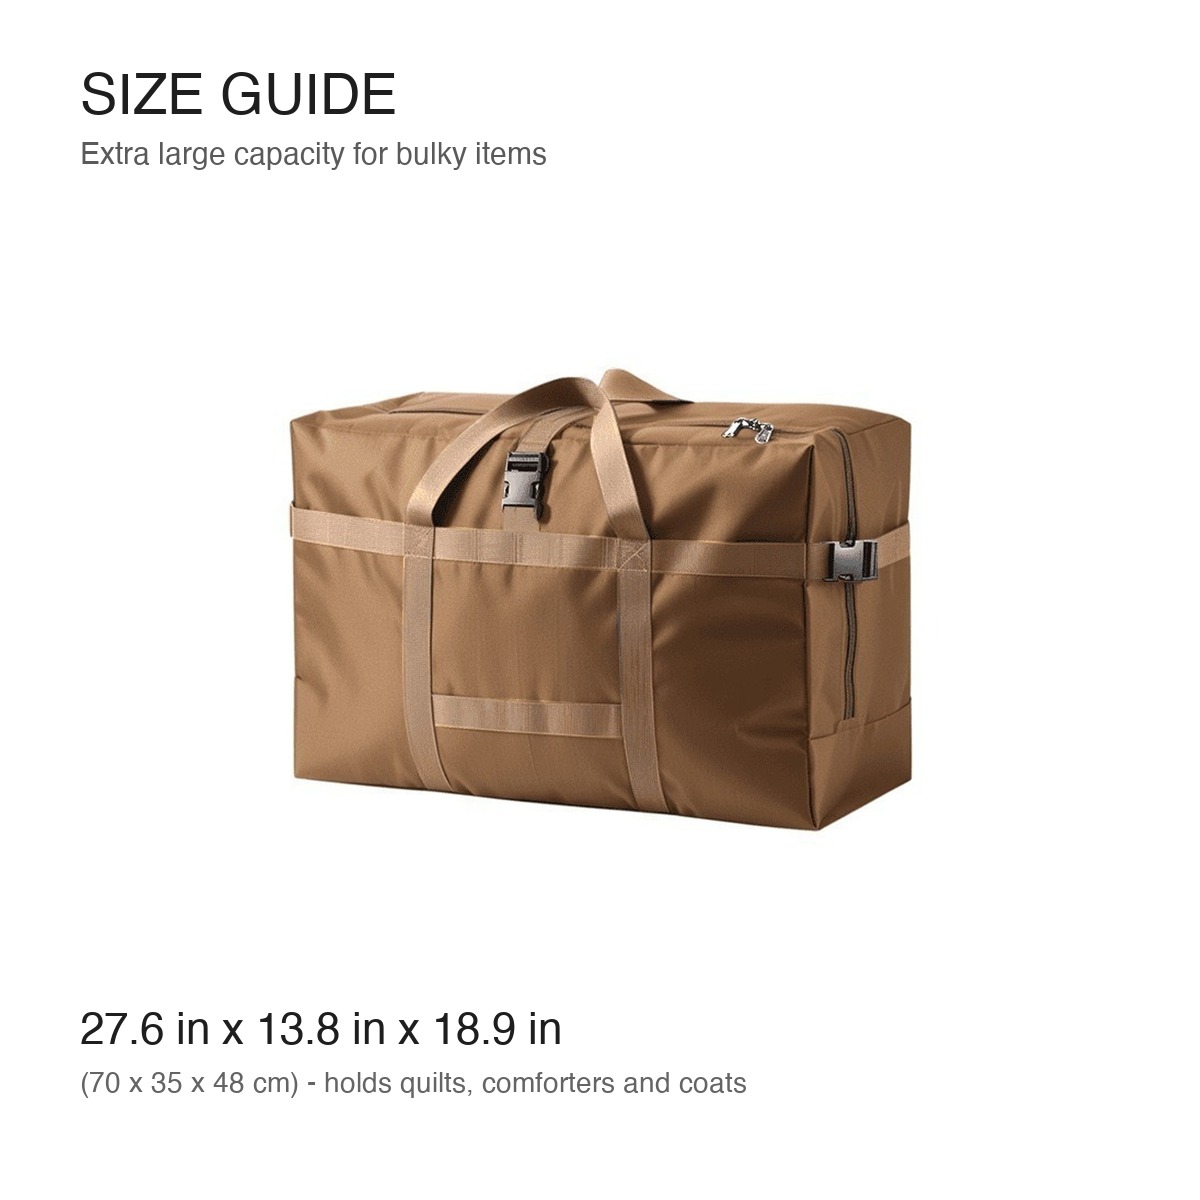 SIZE GUIDE
Extra large capacity for bulky items
27.6 in x 13.8 in x 18.9 in
(70 x 35 x 48 cm) - holds quilts, comforters and coats